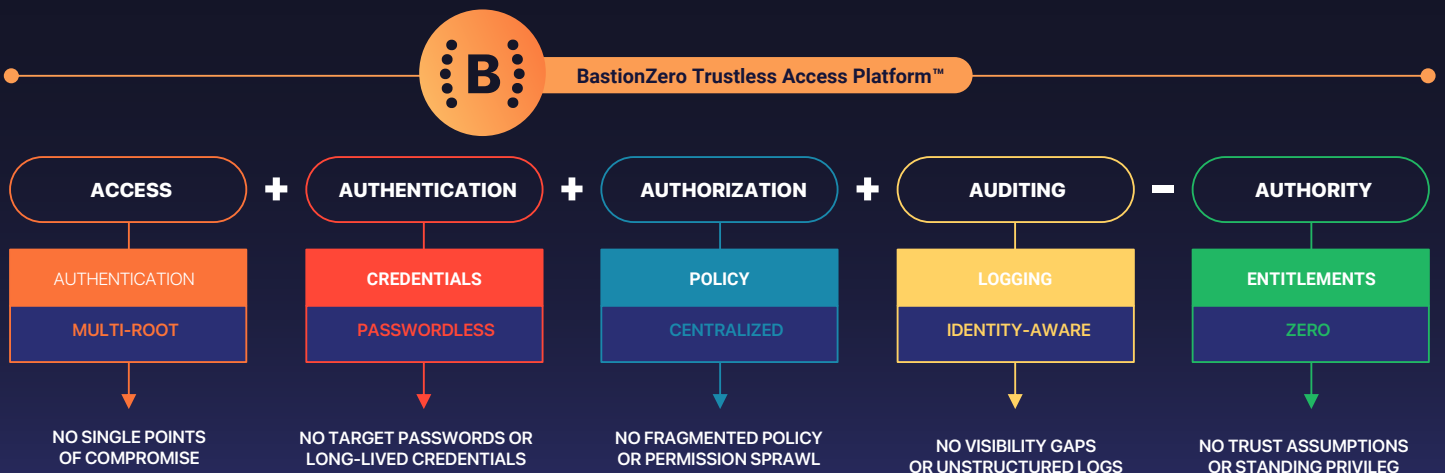 B
BastionZero Trustless Access Platform™
ACCESS + AUTHENTICATION + AUTHORIZATION + AUDITING − AUTHORITY
AUTHENTICATION
MULTI-ROOT
NO SINGLE POINTS
OF COMPROMISE
CREDENTIALS
PASSWORDLESS
NO TARGET PASSWORDS OR
LONG-LIVED CREDENTIALS
POLICY
CENTRALIZED
NO FRAGMENTED POLICY
OR PERMISSION SPRAWL
LOGGING
IDENTITY-AWARE
NO VISIBILITY GAPS
OR UNSTRUCTURED LOGS
ENTITLEMENTS
ZERO
NO TRUST ASSUMPTIONS
OR STANDING PRIVILEG